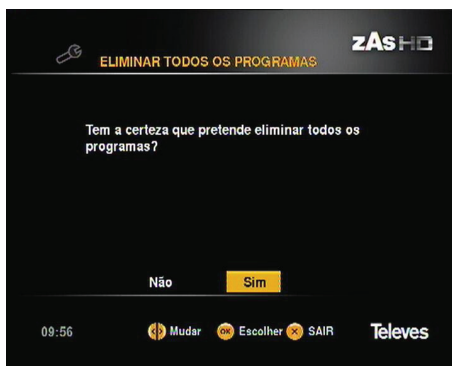 zAs HD
ELIMINAR TODOS OS PROGRAMAS
Tem a certeza que pretende eliminar todos os
programas?
Não Sim
09:56 Mudar OK Escolher SAIR Televes